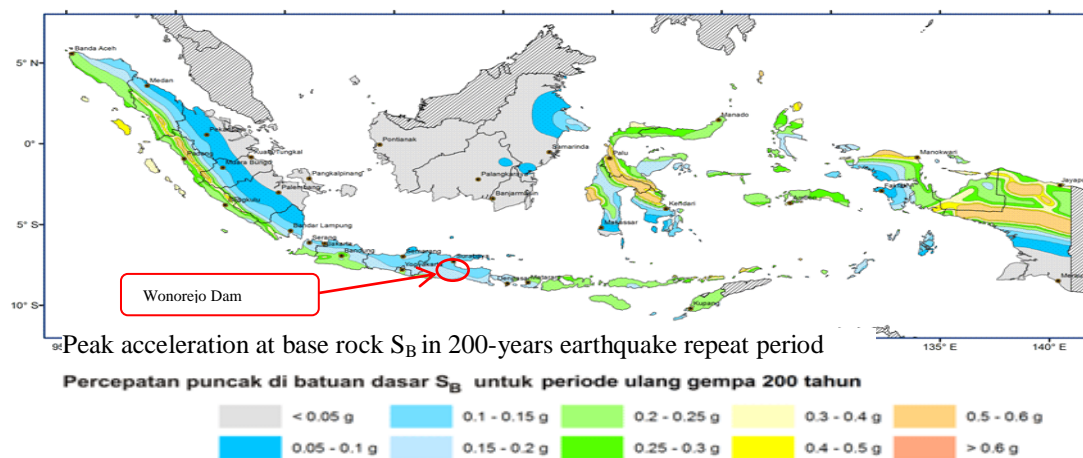 Banda Aceh
5° N
Medan
Manado
Pekanbaru
Pontianak
0°
Kuala Tungkal
Samarinda
Manokwari
Padang
Palu
Muara Bungo
Pangkalpinang
Jayapura
Palangkaraya
Palembang
Banjarmasin
Bengkulu
Kendari
5° S
Makassar
Bandar Lampung
Serang
Jakarta
Semarang
Surabaya
Bandung
Yogyakarta
Denpasar
Mataram
Wonorejo Dam
10° S
Kupang
135° E
140° E
Peak acceleration at base rock SB in 200-years earthquake repeat period
Percepatan puncak di batuan dasar SB untuk periode ulang gempa 200 tahun
< 0.05 g
0.1 - 0.15 g
0.2 - 0.25 g
0.3 - 0.4 g
0.5 - 0.6 g
0.05 - 0.1 g
0.15 - 0.2 g
0.25 - 0.3 g
0.4 - 0.5 g
> 0.6 g